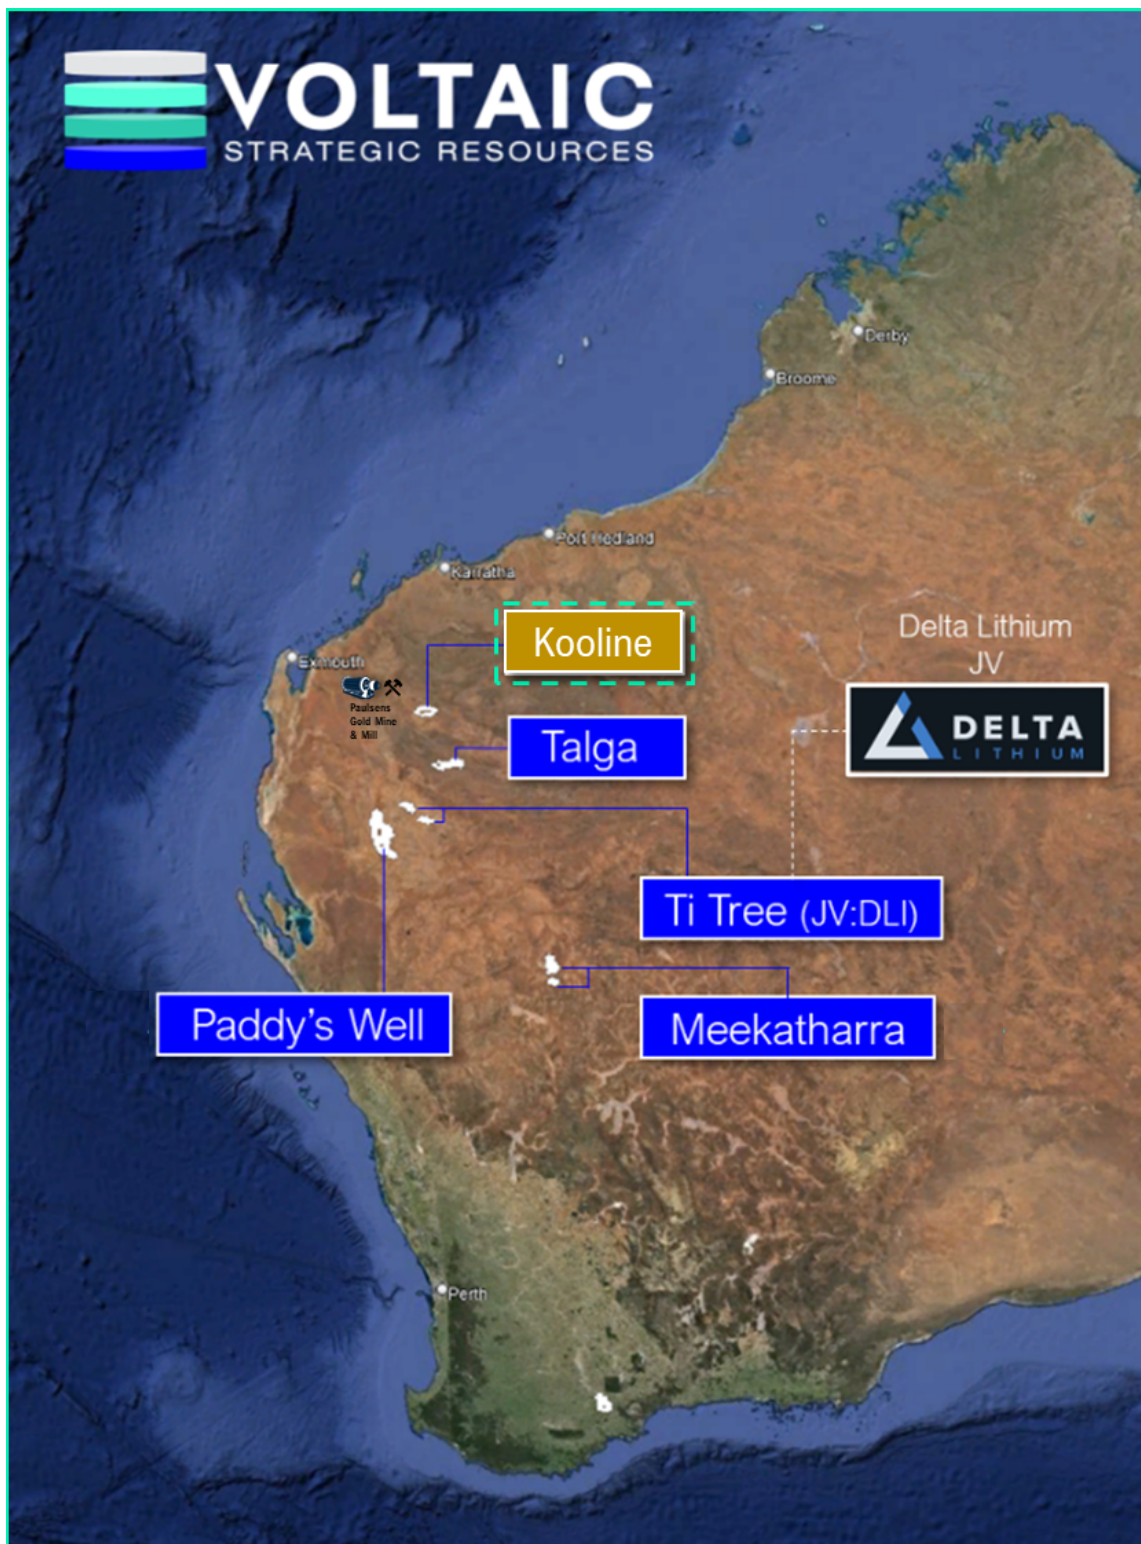 VOLTAIC
STRATEGIC RESOURCES
Derby
Broome
Port Hedland
Karratha
Kooline
Delta Lithium
JV
Exmouth
Paulsens
Gold Mine
& Mill
DELTA
LITHIUM
Talga
Ti Tree (JV:DLI)
Paddy's Well
Meekatharra
Perth